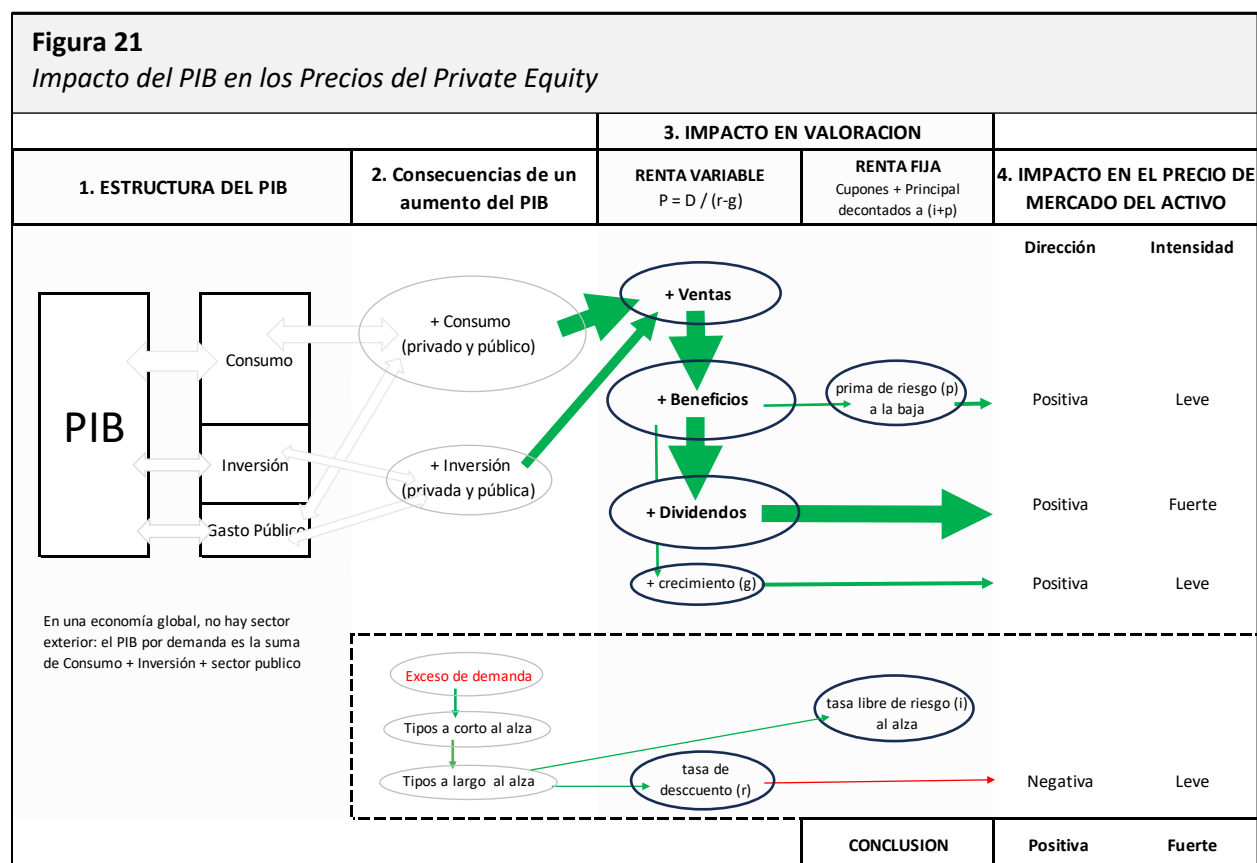 Figura 21
Impacto del PIB en los Precios del Private Equity
3. IMPACTO EN VALORACION
1. ESTRUCTURA DEL PIB
2. Consecuencias de un
aumento del PIB
RENTA VARIABLE
P = D / (r-g)
RENTA FIJA
Cupones + Principal
decontados a (i+p)
4. IMPACTO EN EL PRECIO DE
MERCADO DEL ACTIVO
Dirección
Intensidad
PIB
Consumo
Inversión
Gasto Público
+ Consumo
(privado y público)
+ Inversión
(privada y pública)
+ Ventas
+ Beneficios
prima de riesgo (p)
a la baja
Positiva
Leve
+ Dividendos
Positiva
Fuerte
+ crecimiento (g)
Positiva
Leve
En una economía global, no hay sector
exterior: el PIB por demanda es la suma
de Consumo + Inversión + sector publico
Exceso de demanda
Tipos a corto al alza
Tipos a largo al alza
tasa libre de riesgo (i)
al alza
tasa de
desccuento (r)
Negativa
Leve
CONCLUSION
Positiva
Fuerte